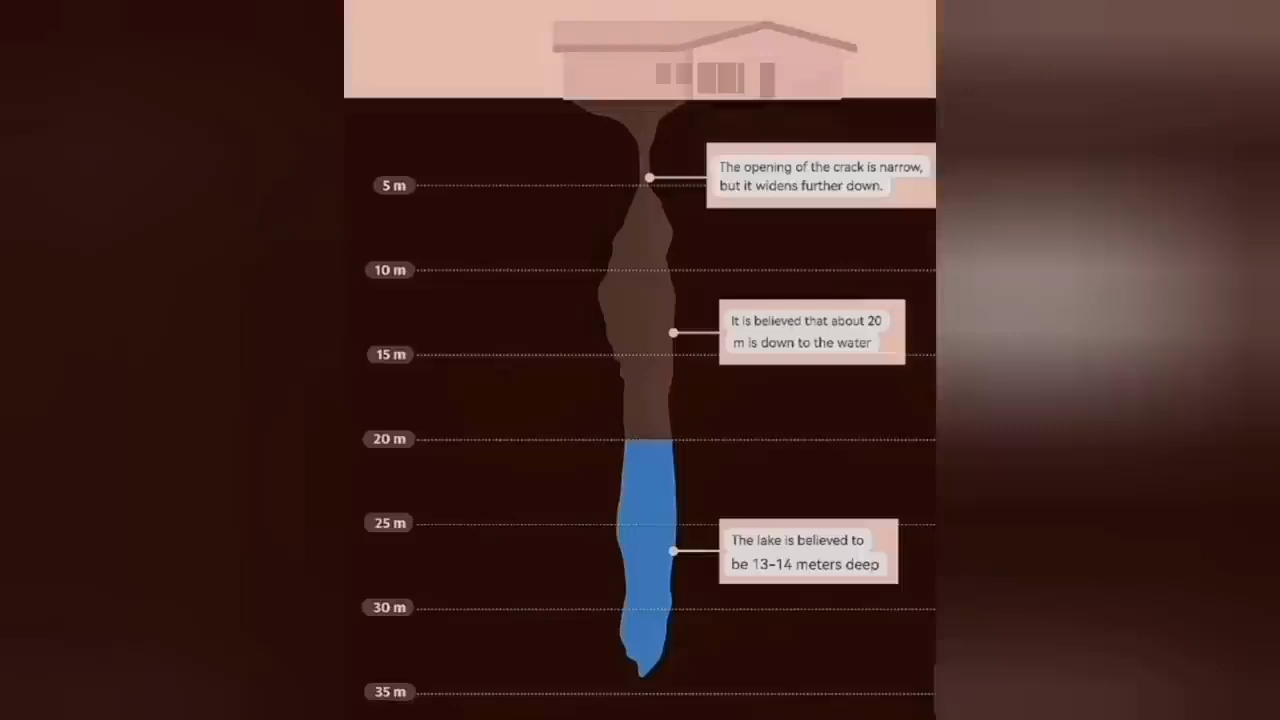 The opening of the crack is narrow,
but it widens further down.
5 m
10 m
It is believed that about 20
m is down to the water
15 m
20 m
25 m
The lake is believed to
be 13-14 meters deep
30 m
35 m